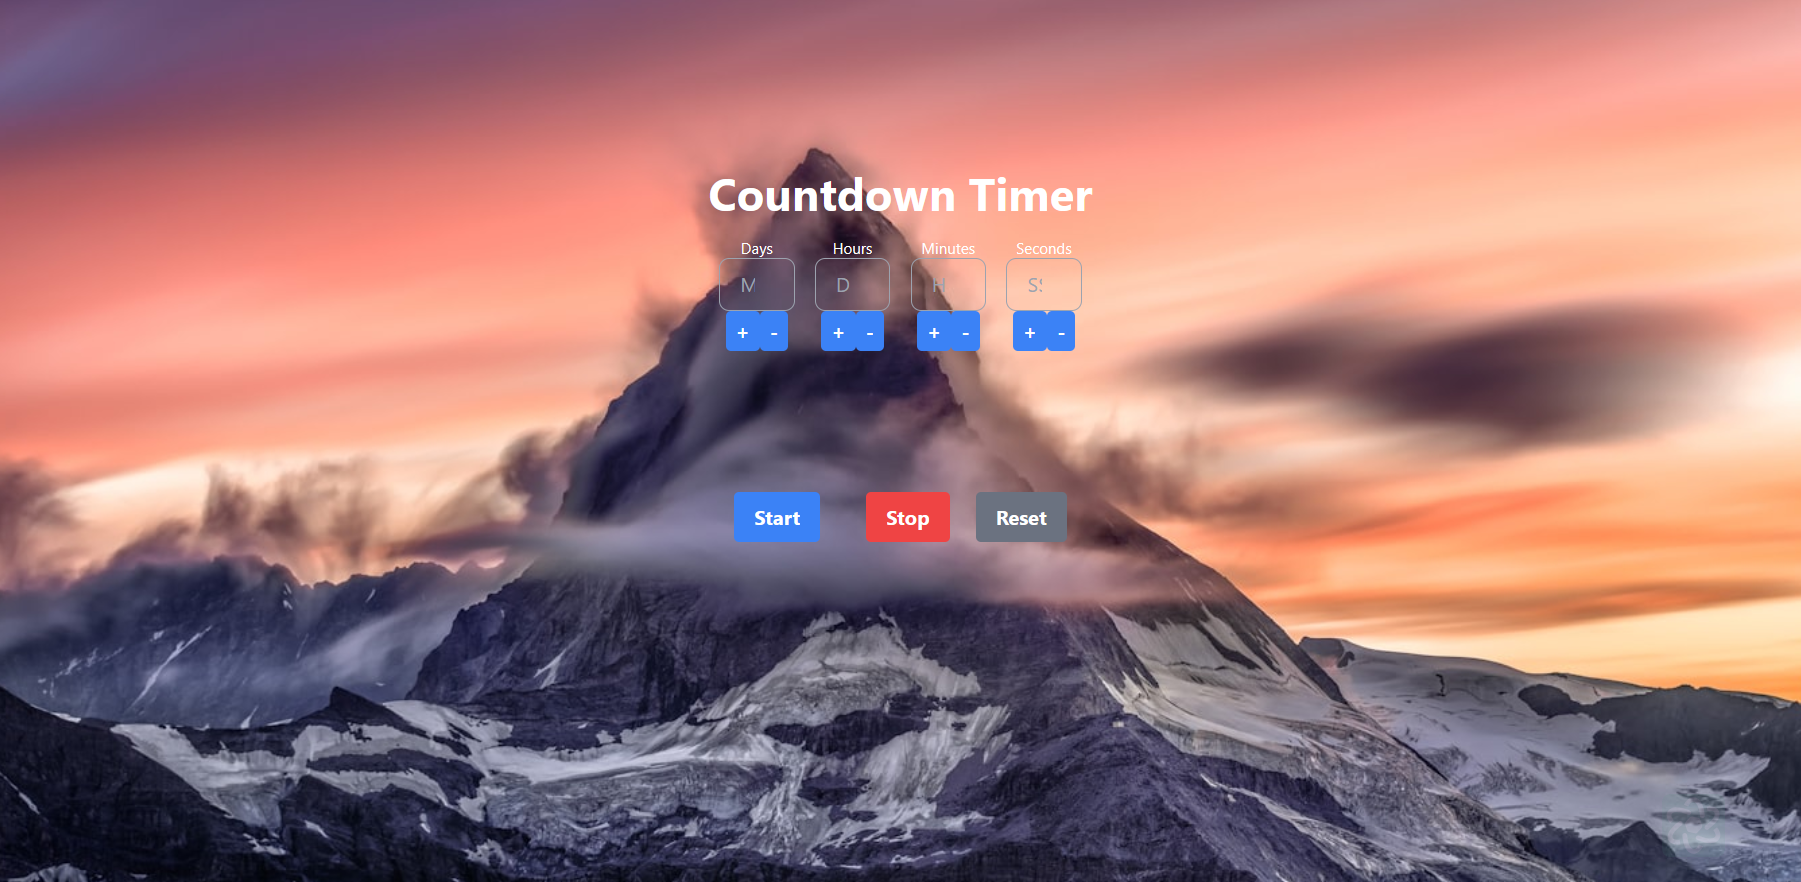 Countdown Timer
Days Hours Minutes Seconds
M D H S
+ - + - + - + -
Start Stop Reset